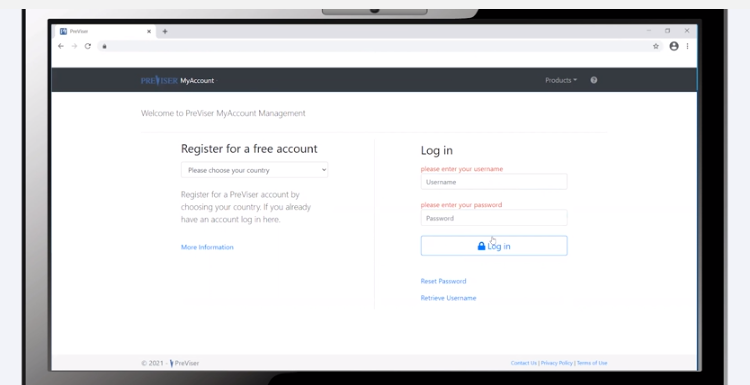 PreViser
PREVISER MyAccount
Products
Welcome to PreViser MyAccount Management
Register for a free account
Please choose your country
Register for a PreViser account by
choosing your country. If you already
have an account log in here.
More Information
Log in
please enter your username
Username
please enter your password
Password
Log in
Reset Password
Retrieve Username
© 2021 - PreViser
Contact Us | Privacy Policy | Terms of Use